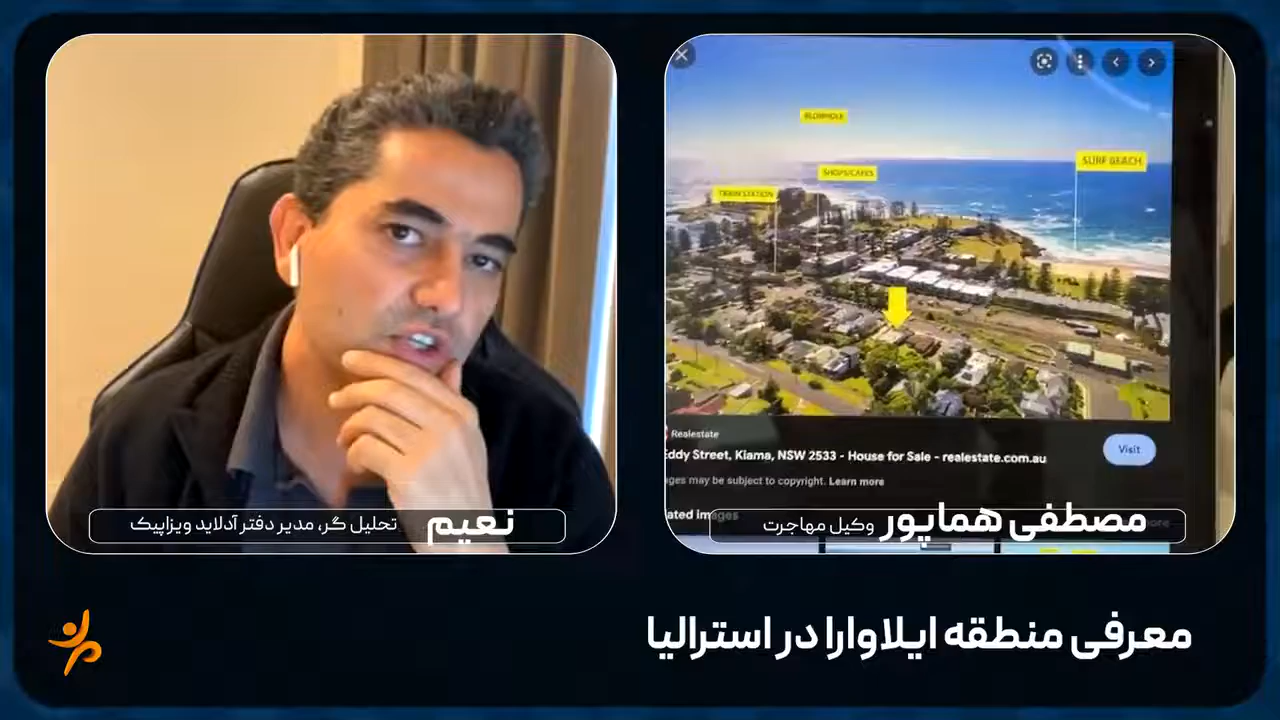 BLOWHOLE
SHOPS/CAFES
TRAIN STATION
SURF BEACH
Realestate
Eddy Street, Kiama, NSW 2533 - House for Sale - realestate.com.au
Visit
ages may be subject to copyright. Learn more
ated images
نعیم تحلیل گر، مدیر دفتر آدلاید ویزاپیک
مصطفی هماپور وکیل مهاجرت
معرفی منطقه ایلاوارا در استرالیا